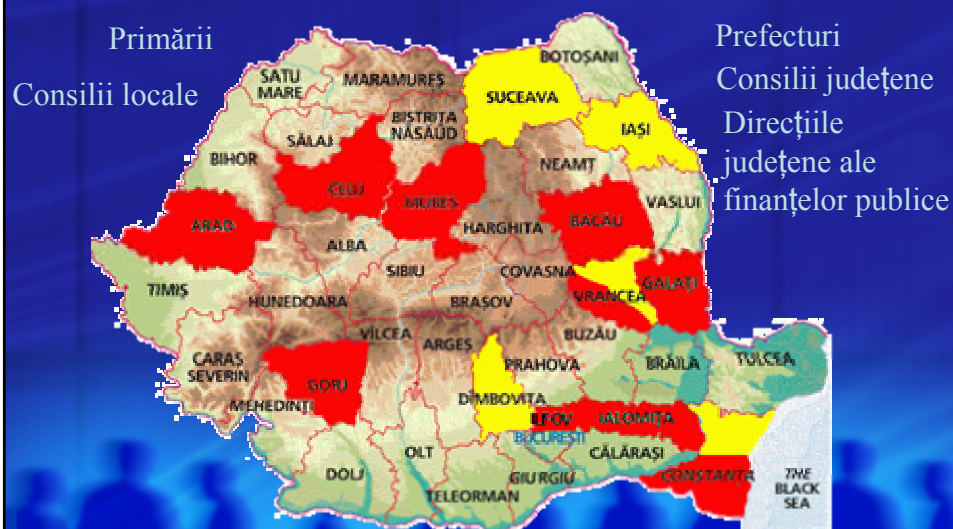 Primării
Consilii locale
Prefecturi
Consilii județene
Direcțiile
județene ale
finanțelor publice
BOTOȘANI
SATU
MARE
MARAMUREȘ
SUCEAVA
BISTRIȚA
NĂSĂUD
SĂLAJ
IAȘI
BIHOR
NEAMȚ
CLUJ
MUREȘ
VASLUI
BACĂU
ARAD
HARGHITA
ALBA
SIBIU
COVASNA
GALAȚI
TIMIȘ
HUNEDOARA
BRAȘOV
VRANCEA
VÎLCEA
ARGEȘ
BUZĂU
CARAȘ
SEVERIN
PRAHOVA
BRĂILA
TULCEA
GORJ
MEHEDINȚI
DÎMBOVIȚA
ILFOV
IALOMIȚA
BUCUREȘTI
OLT
CĂLĂRAȘI
DOLJ
GIURGIU
CONSTANȚA
TELEORMAN
THE
BLACK
SEA